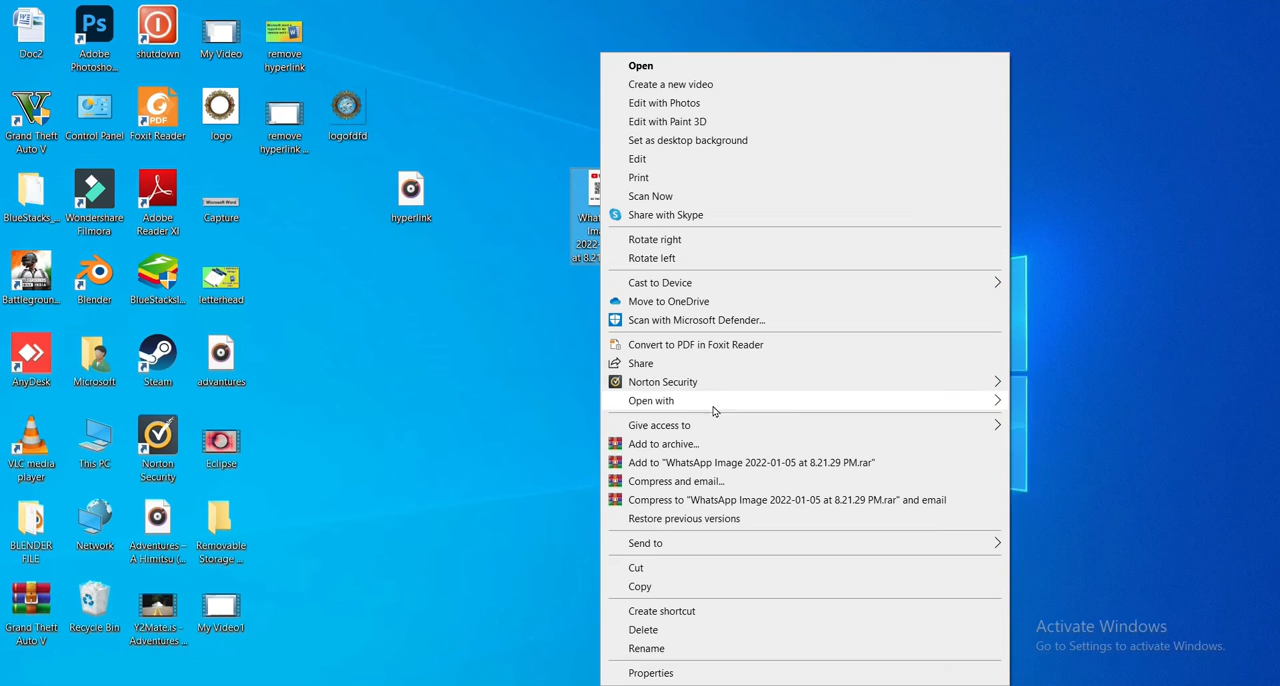 Doc2
Adobe
Photosho...
shutdown
My Video
remove
hyperlink
Grand Theft
Auto V
Control Panel
Foxit Reader
logo
remove
hyperlink ...
logofdfd
BlueStacks_...
Wondershare
Filmora
Adobe
Reader XI
Capture
hyperlink
Battlegroun...
Blender
BlueStacksI...
letterhead
AnyDesk
Microsoft
Steam
advantures
VLC media
player
This PC
Norton
Security
Eclipse
BLENDER
FILE
Network
Adventures –
A Himitsu (...
Removable
Storage ...
Grand Theft
Auto V
Recycle Bin
Y2Mate.is -
Adventures ...
My Video1
Ps
PDF
Microsoft Word
2022-
at 8.21
Open
Create a new video
Edit with Photos
Edit with Paint 3D
Set as desktop background
Edit
Print
Scan Now
Share with Skype
Rotate right
Rotate left
Cast to Device
Move to OneDrive
Scan with Microsoft Defender...
Convert to PDF in Foxit Reader
Share
Norton Security
Open with
Give access to
Add to archive...
Add to "WhatsApp Image 2022-01-05 at 8.21.29 PM.rar"
Compress and email...
Compress to "WhatsApp Image 2022-01-05 at 8.21.29 PM.rar" and email
Restore previous versions
Send to
Cut
Copy
Create shortcut
Delete
Rename
Properties
Activate Windows
Go to Settings to activate Windows.